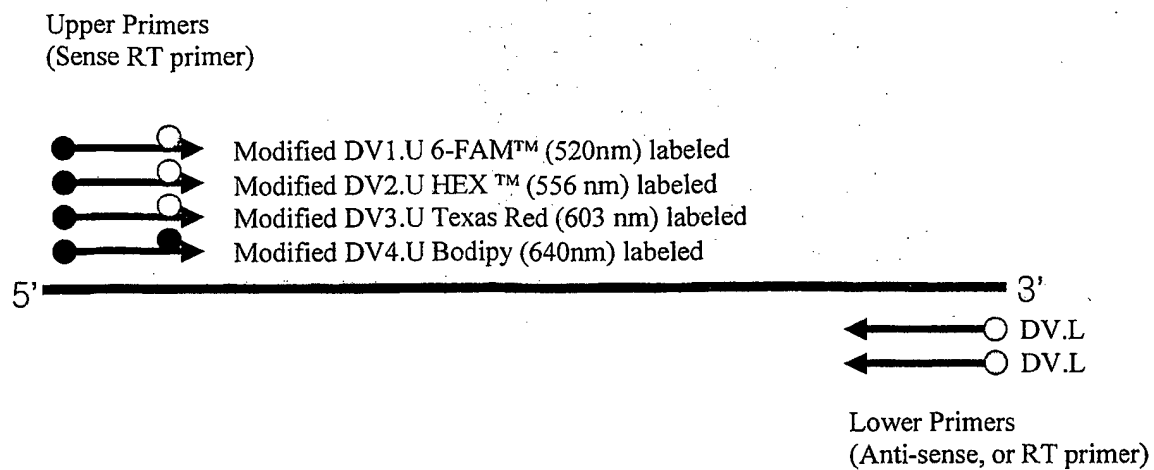 Upper Primers
(Sense RT primer)
Modified DV1.U 6-FAM™ (520nm) labeled
Modified DV2.U HEX ™ (556 nm) labeled
Modified DV3.U Texas Red (603 nm) labeled
Modified DV4.U Bodipy (640nm) labeled
5' 3'
DV.L
DV.L
Lower Primers
(Anti-sense, or RT primer)